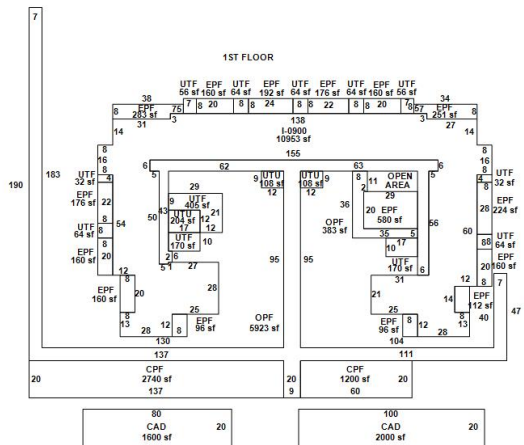 7
1ST FLOOR
UTF EPF UTF EPF UTF EPF UTF EPF UTF
56 sf 160 sf 64 sf 192 sf 64 sf 176 sf 64 sf 160 sf 56 sf
38 34
7 8 20 8 24 8 22 8 20 7
8 EPF 75 57 EPF 8
283 sf 251 sf
31 3 138 3 27
14 I-0900 14
10953 sf
8 155 8
16 16
6 62 9 UTU UTU 9 63 6
UTF 8 5 108 sf 108 sf 8 11 OPEN 5 8 UTF
32 sf 4 12 12 2 AREA 4 32 sf
183 29 29
190
EPF 22 9 UTF 36 20 EPF 28 EPF
176 sf 405 sf 580 sf 224 sf
54 50 43 UTU 12 21 56 60
204 sf 12
8 17 OPF 35 5 8
UTF 8 UTF 10 383 sf 17 10 88 UTF
64 sf 170 sf UTF 64 sf
EPF 20 2 6 95 95 170 sf 20 EPF
160 sf 5 1 27 31 6 160 sf
12 8 28 12 8 7
EPF 20 21 14 EPF
160 sf 112 sf
8 25 25 8 47
13 12 EPF OPF EPF 12 13 40
28 8 96 sf 5923 sf 96 sf 8 28
130 104
137 111
20 CPF 20 CPF 20
2740 sf 1200 sf
137 9 60
80 100
CAD 20 CAD 20
1600 sf 2000 sf